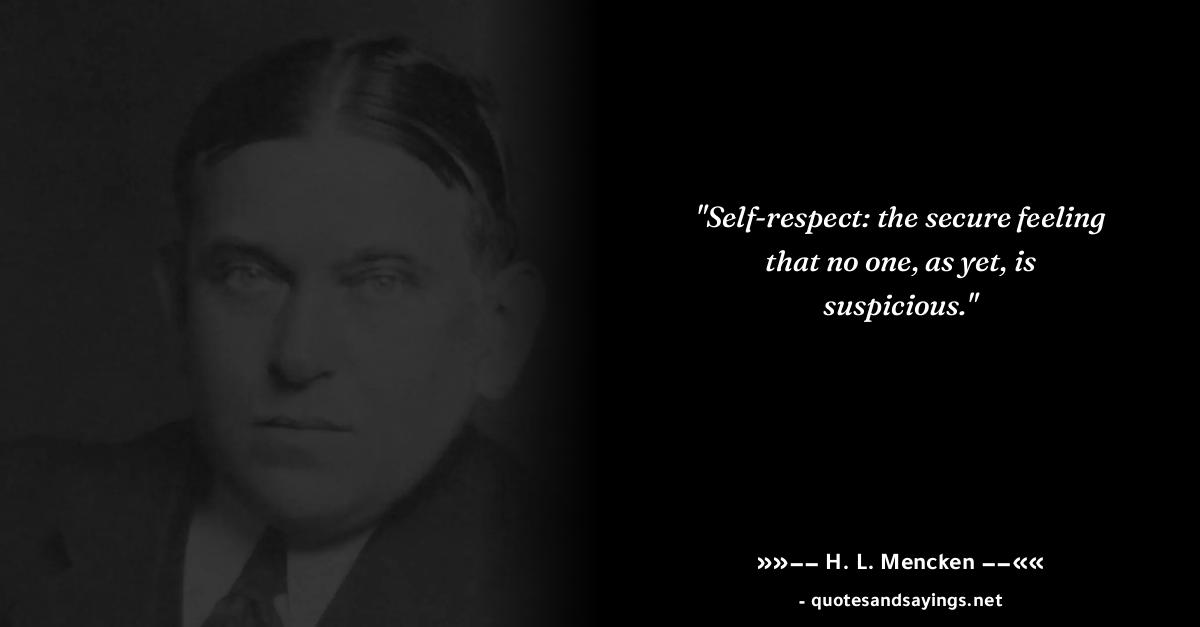 "Self-respect: the secure feeling
that no one, as yet, is
suspicious."
»»–– H. L. Mencken ––««
- quotesandsayings.net